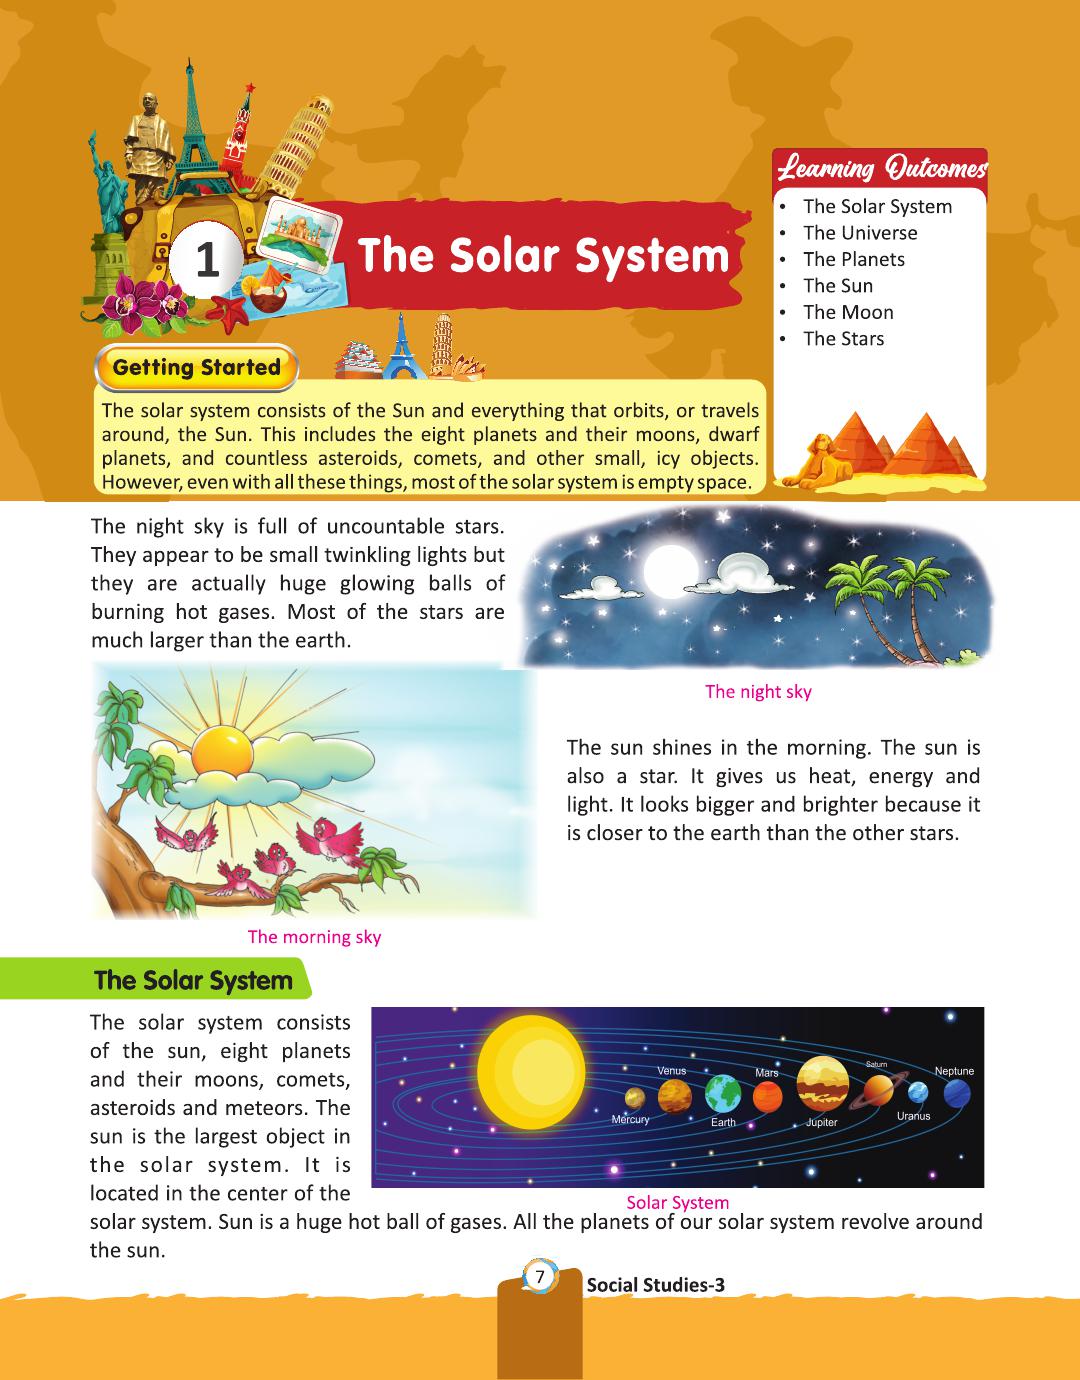 1
The Solar System
Learning Outcomes
• The Solar System
• The Universe
• The Planets
• The Sun
• The Moon
• The Stars
Getting Started
The solar system consists of the Sun and everything that orbits, or travels
around, the Sun. This includes the eight planets and their moons, dwarf
planets, and countless asteroids, comets, and other small, icy objects.
However, even with all these things, most of the solar system is empty space.
The night sky is full of uncountable stars.
They appear to be small twinkling lights but
they are actually huge glowing balls of
burning hot gases. Most of the stars are
much larger than the earth.
The night sky
The sun shines in the morning. The sun is
also a star. It gives us heat, energy and
light. It looks bigger and brighter because it
is closer to the earth than the other stars.
The morning sky
The Solar System
The solar system consists
of the sun, eight planets
and their moons, comets,
asteroids and meteors. The
sun is the largest object in
the solar system. It is
located in the center of the
solar system. Sun is a huge hot ball of gases. All the planets of our solar system revolve around
the sun.
Mercury
Venus
Earth
Mars
Jupiter
Saturn
Uranus
Neptune
Solar System
7
Social Studies-3